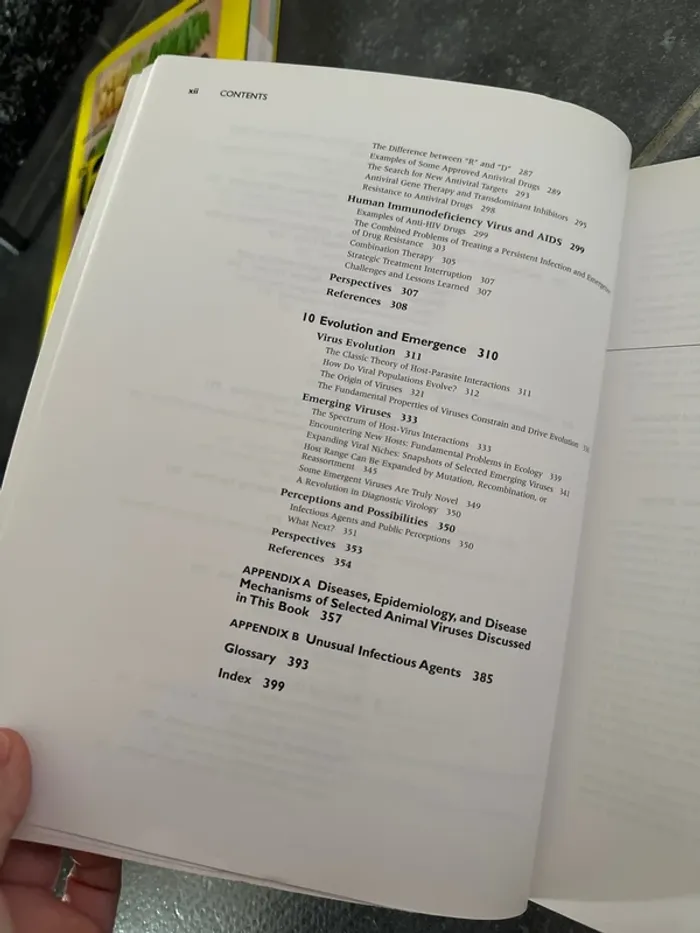 xii CONTENTS
The Difference between "R" and "D" 287
Examples of Some Approved Antiviral Drugs 289
The Search for New Antiviral Targets 293
Antiviral Gene Therapy and Transdominant Inhibitors 295
Resistance to Antiviral Drugs 298
Human Immunodeficiency Virus and AIDS 299
Examples of Anti-HIV Drugs 299
The Combined Problems of Treating a Persistent Infection and Emergence
of Drug Resistance 303
Combination Therapy 305
Strategic Treatment Interruption 307
Challenges and Lessons Learned 307
Perspectives 307
References 308
10 Evolution and Emergence 310
Virus Evolution 311
The Classic Theory of Host-Parasite Interactions 311
How Do Viral Populations Evolve? 312
The Origin of Viruses 321
The Fundamental Properties of Viruses Constrain and Drive Evolution
Emerging Viruses 333
The Spectrum of Host-Virus Interactions 333
Encountering New Hosts: Fundamental Problems in Ecology 339
Expanding Viral Niches: Snapshots of Selected Emerging Viruses 341
Host Range Can Be Expanded by Mutation, Recombination, or
Reassortment 345
Some Emergent Viruses Are Truly Novel 349
A Revolution in Diagnostic Virology 350
Perceptions and Possibilities 350
Infectious Agents and Public Perceptions 350
What Next? 351
Perspectives 353
References 354
APPENDIX A Diseases, Epidemiology, and Disease
Mechanisms of Selected Animal Viruses Discussed
in This Book 357
APPENDIX B Unusual Infectious Agents 385
Glossary 393
Index 399